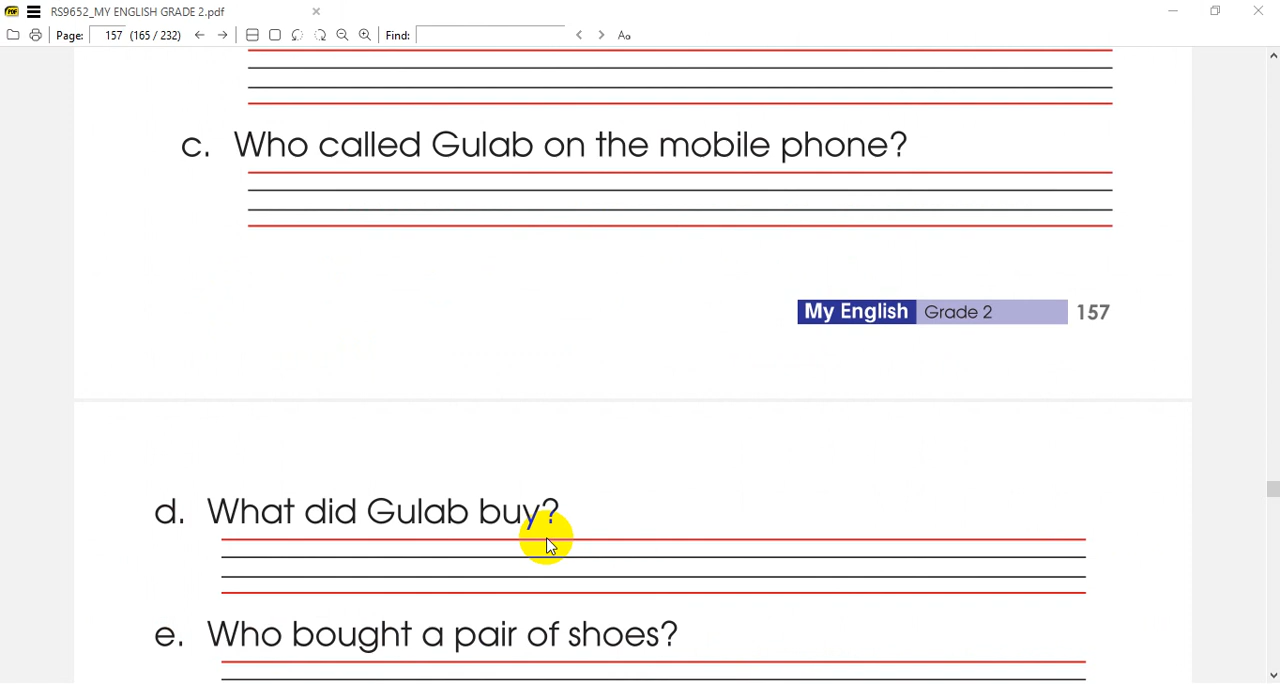 RS9652_MY ENGLISH GRADE 2.pdf
Page: 157 (165 / 232) Find: Aa
c. Who called Gulab on the mobile phone?
My English Grade 2 157
d. What did Gulab buy?
e. Who bought a pair of shoes?